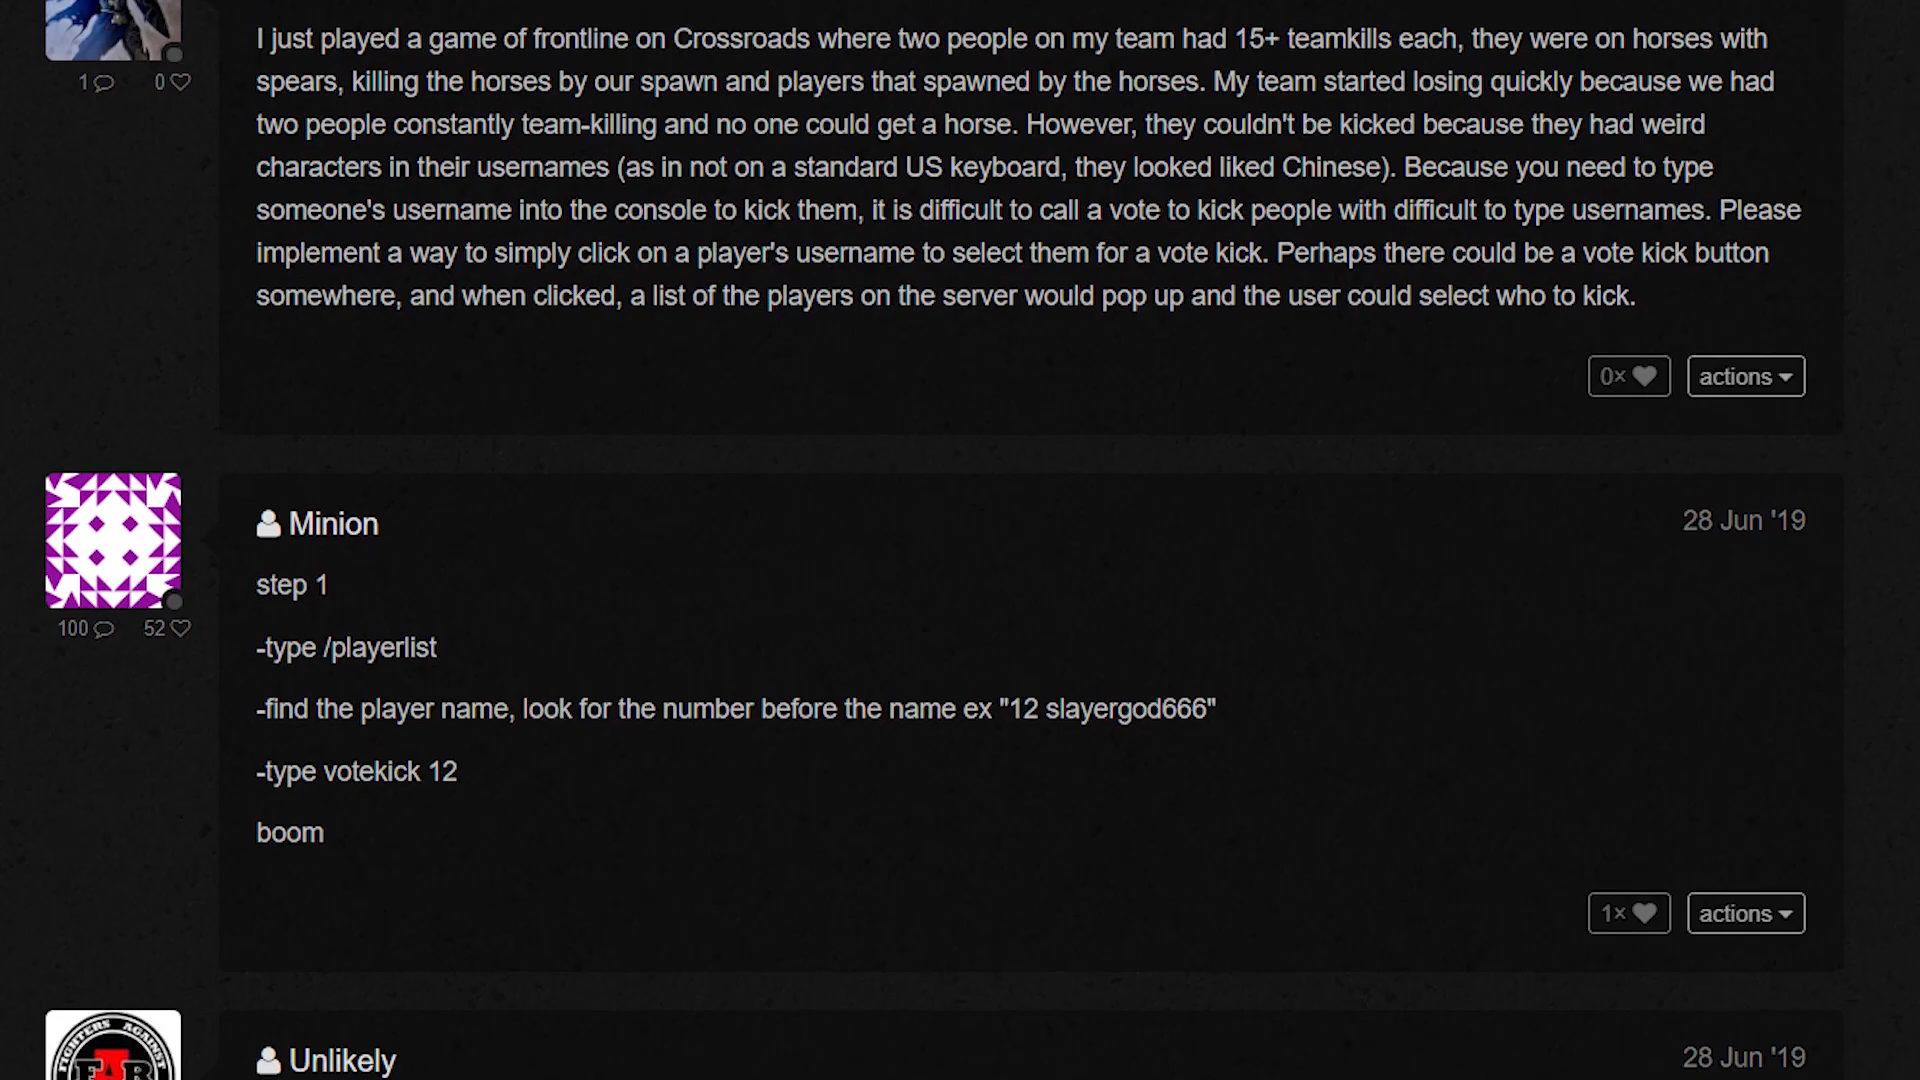 I just played a game of frontline on Crossroads where two people on my team had 15+ teamkills each, they were on horses with
spears, killing the horses by our spawn and players that spawned by the horses. My team started losing quickly because we had
two people constantly team-killing and no one could get a horse. However, they couldn't be kicked because they had weird
characters in their usernames (as in not on a standard US keyboard, they looked liked Chinese). Because you need to type
someone's username into the console to kick them, it is difficult to call a vote to kick people with difficult to type usernames. Please
implement a way to simply click on a player's username to select them for a vote kick. Perhaps there could be a vote kick button
somewhere, and when clicked, a list of the players on the server would pop up and the user could select who to kick.
1 0
0× actions
Minion 28 Jun '19
step 1
-type /playerlist
-find the player name, look for the number before the name ex "12 slayergod666"
-type votekick 12
boom
100 52
1× actions
FIGHTERS AGAINST
Unlikely 28 Jun '19